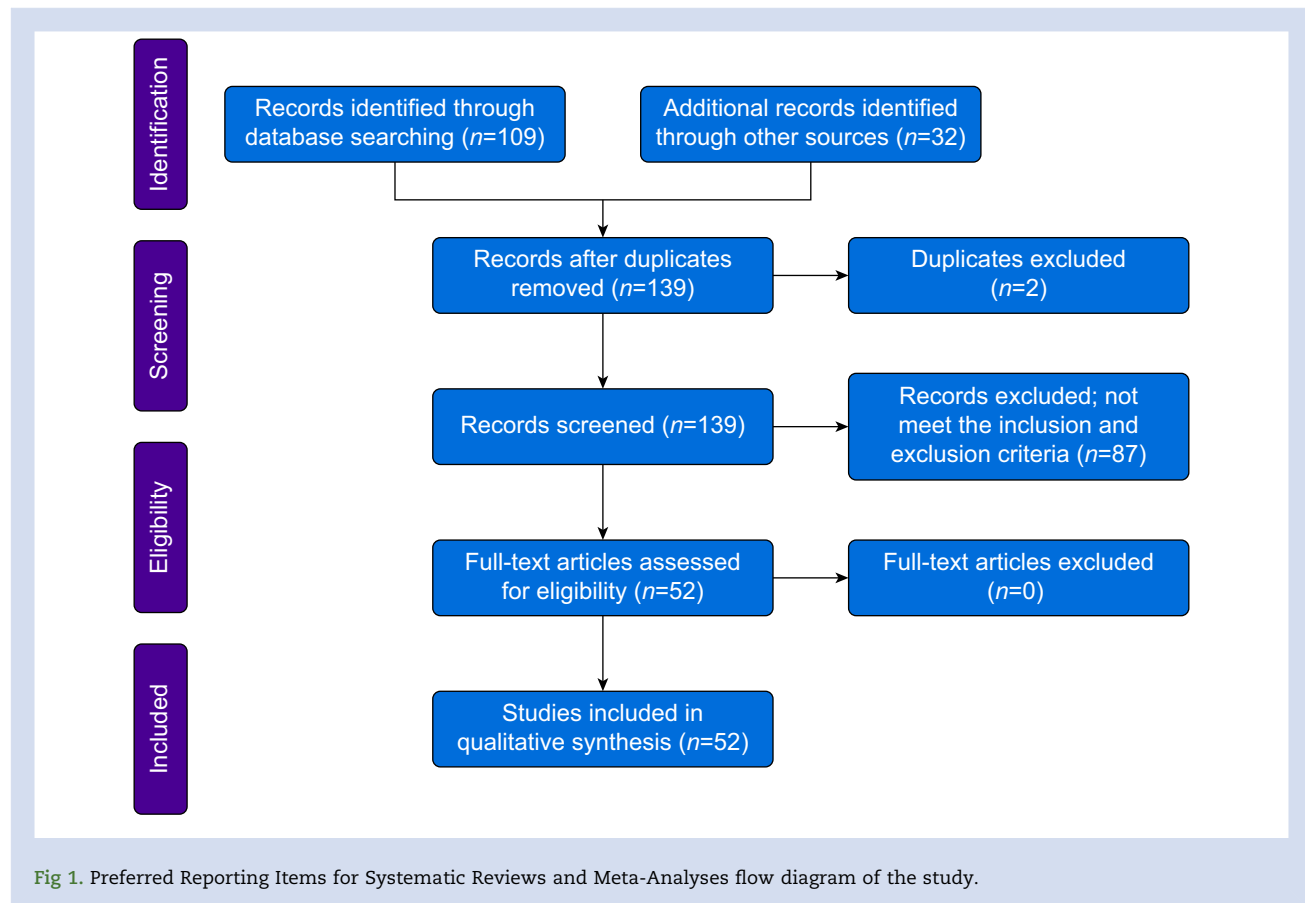 Identification
Records identified through
database searching (n=109)
Additional records identified
through other sources (n=32)
Screening
Records after duplicates
removed (n=139)
Duplicates excluded
(n=2)
Records screened (n=139)
Records excluded; not
meet the inclusion and
exclusion criteria (n=87)
Eligibility
Full-text articles assessed
for eligibility (n=52)
Full-text articles excluded
(n=0)
Included
Studies included in
qualitative synthesis (n=52)
Fig 1. Preferred Reporting Items for Systematic Reviews and Meta-Analyses flow diagram of the study.